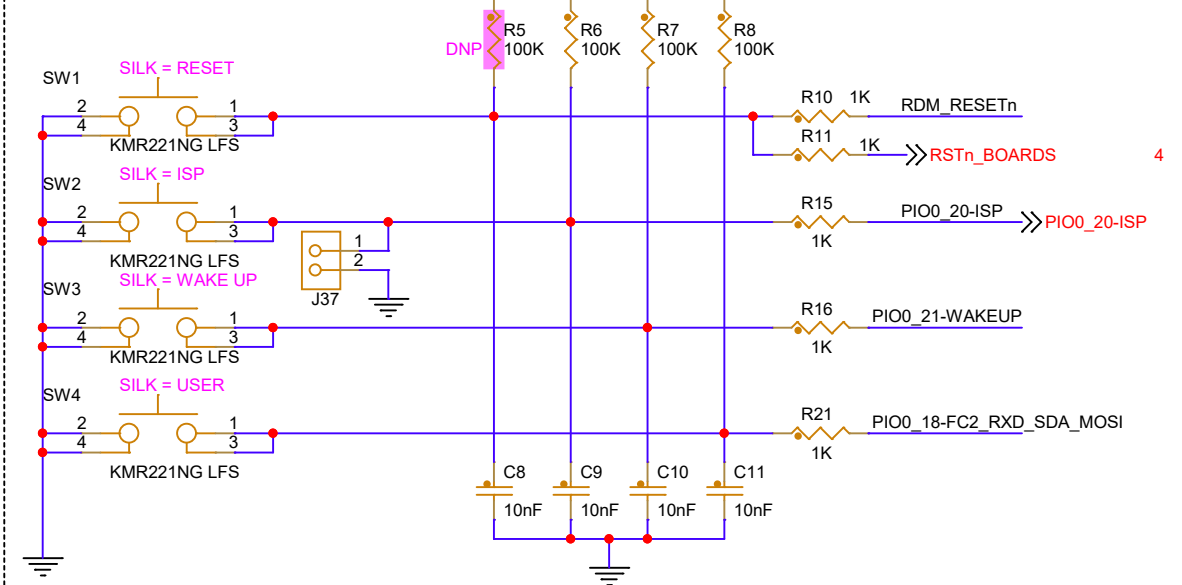 R5 R6 R7 R8
DNP 100K 100K 100K 100K
SILK = RESET
SW1
2 1
4 3
KMR221NG LFS
R10 1K RDM_RESETn
R11 1K RSTn_BOARDS 4
SILK = ISP
SW2
2 1
4 3
KMR221NG LFS
R15 PIO0_20-ISP PIO0_20-ISP
1K
1
2
J37
SILK = WAKE UP
SW3
2 1
4 3
KMR221NG LFS
R16 PIO0_21-WAKEUP
1K
SILK = USER
SW4
2 1
4 3
KMR221NG LFS
R21 PIO0_18-FC2_RXD_SDA_MOSI
1K
C8 C9 C10 C11
10nF 10nF 10nF 10nF